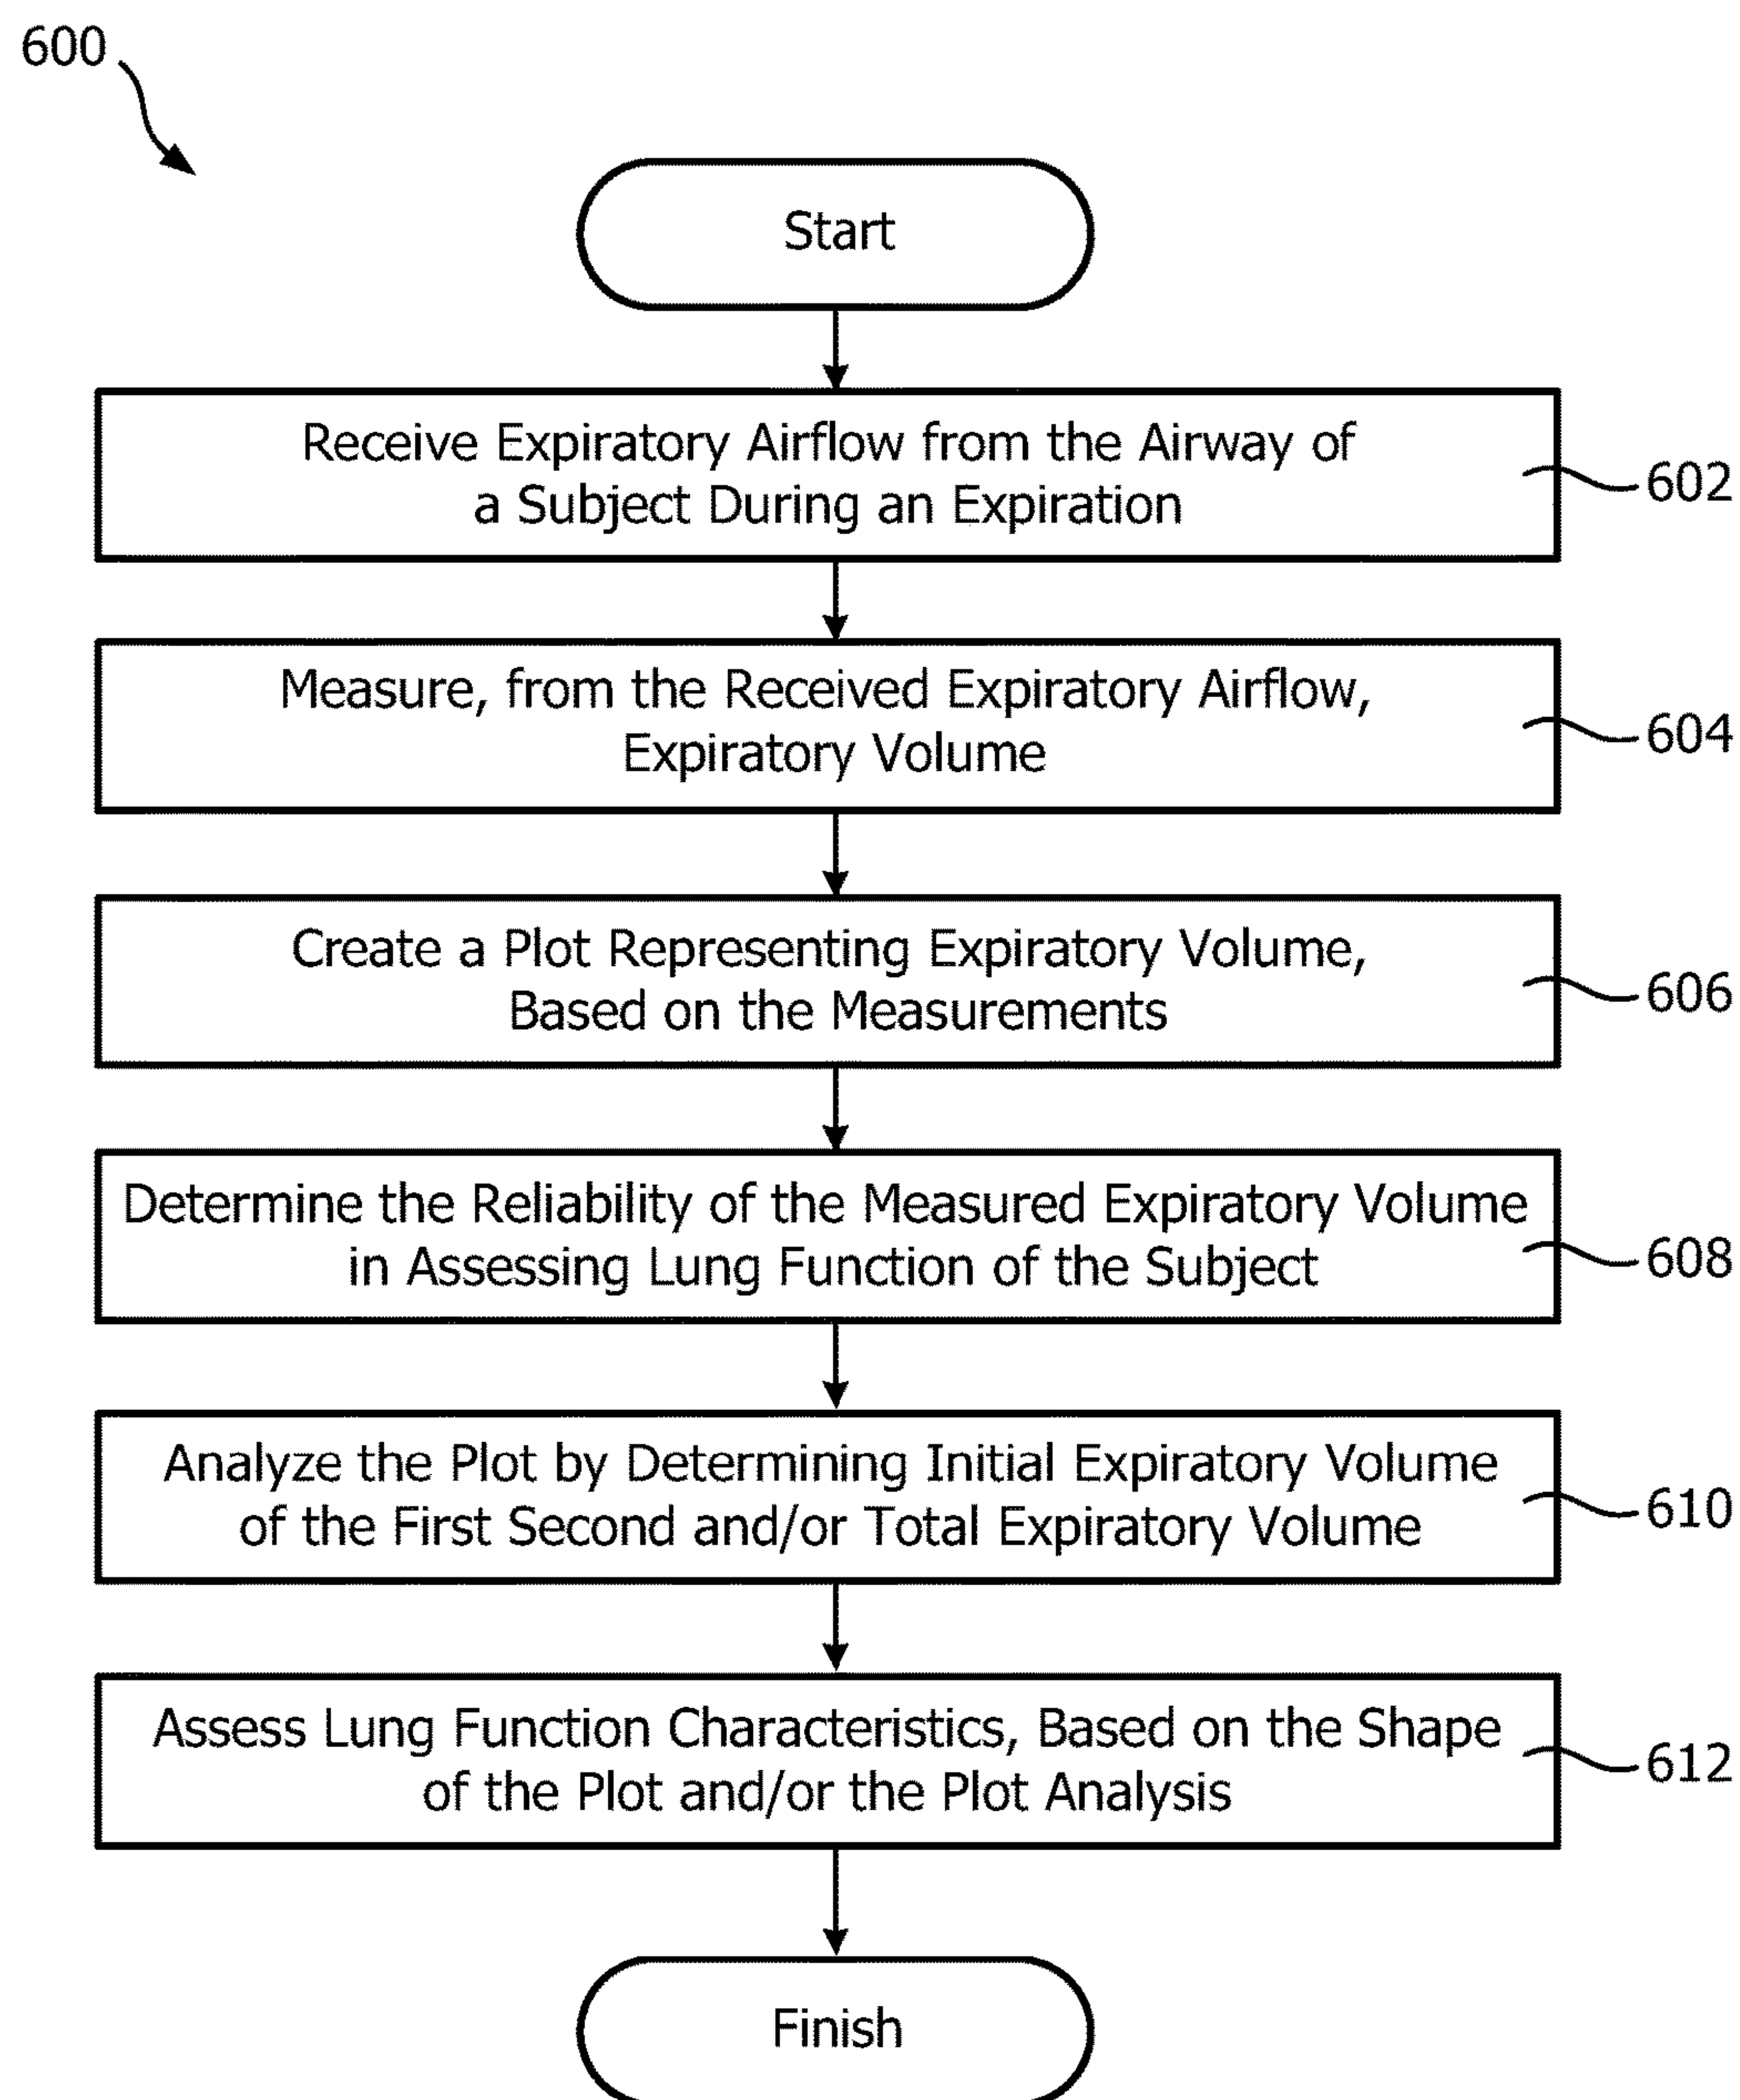 600
Start
Receive Expiratory Airflow from the Airway of
a Subject During an Expiration
602
Measure, from the Received Expiratory Airflow,
Expiratory Volume
604
Create a Plot Representing Expiratory Volume,
Based on the Measurements
606
Determine the Reliability of the Measured Expiratory Volume
in Assessing Lung Function of the Subject
608
Analyze the Plot by Determining Initial Expiratory Volume
of the First Second and/or Total Expiratory Volume
610
Assess Lung Function Characteristics, Based on the Shape
of the Plot and/or the Plot Analysis
612
Finish